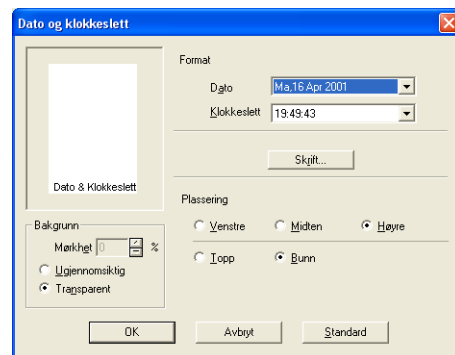 Dato og klokkeslett
Format
Dato Ma,16 Apr 2001
Klokkeslett 19:49:43
Skrift...
Dato & Klokkeslett
Plassering
Venstre Midten Høyre
Topp Bunn
Bakgrunn
Mørkhet 0 %
Ugjennomsiktig
Transparent
OK Avbryt Standard